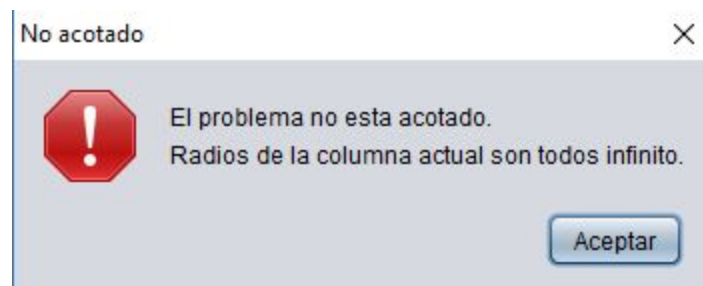 No acotado
El problema no esta acotado.
Radios de la columna actual son todos infinito.
Aceptar